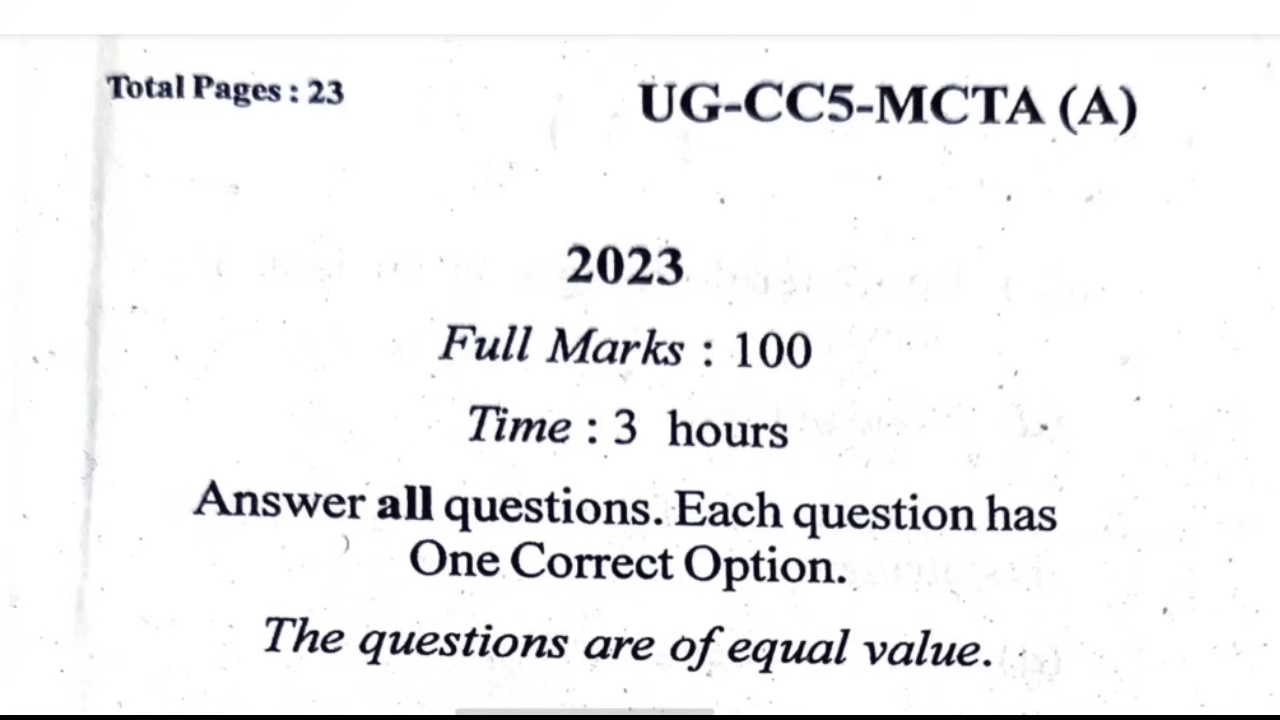 Total Pages : 23
UG-CC5-MCTA (A)
2023
Full Marks : 100
Time : 3 hours
Answer all questions. Each question has
One Correct Option.
The questions are of equal value.